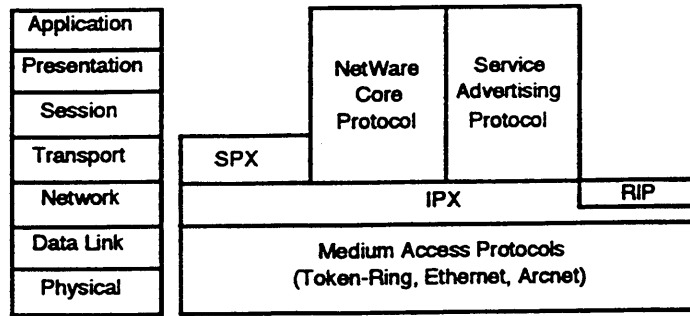 Application
Presentation
Session
Transport
Network
Data Link
Physical
NetWare
Core
Protocol
Service
Advertising
Protocol
SPX
IPX
RIP
Medium Access Protocols
(Token-Ring, Ethernet, Arcnet)